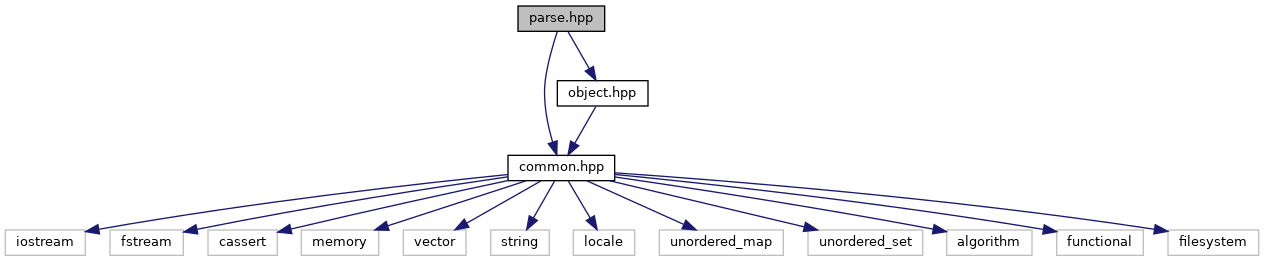 parse.hpp
object.hpp
common.hpp
iostream
fstream
cassert
memory
vector
string
locale
unordered_map
unordered_set
algorithm
functional
filesystem